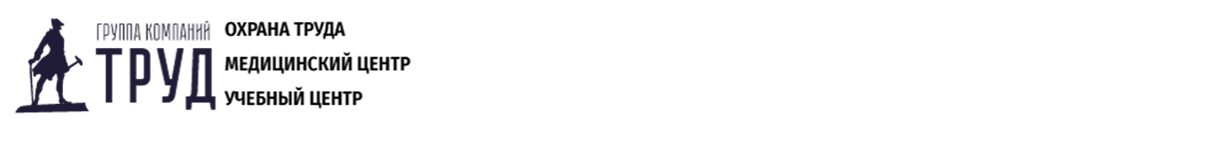 ГРУППА КОМПАНИЙ
ТРУД
ОХРАНА ТРУДА
МЕДИЦИНСКИЙ ЦЕНТР
УЧЕБНЫЙ ЦЕНТР